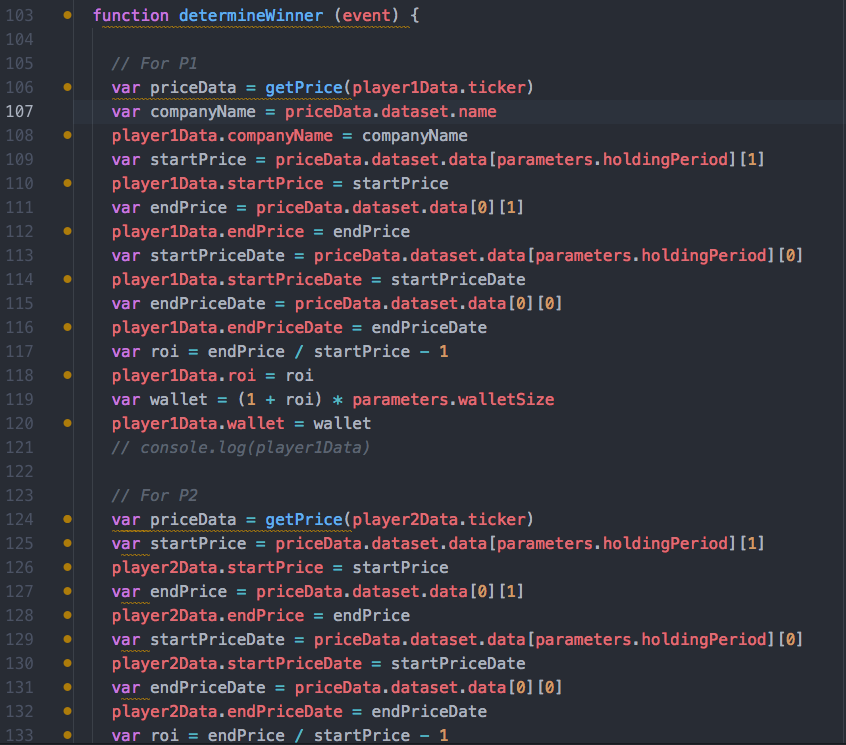 103 function determineWinner (event) {
104
105 // For P1
106 var priceData = getPrice(player1Data.ticker)
107 var companyName = priceData.dataset.name
108 player1Data.companyName = companyName
109 var startPrice = priceData.dataset.data[parameters.holdingPeriod][1]
110 player1Data.startPrice = startPrice
111 var endPrice = priceData.dataset.data[0][1]
112 player1Data.endPrice = endPrice
113 var startPriceDate = priceData.dataset.data[parameters.holdingPeriod][0]
114 player1Data.startPriceDate = startPriceDate
115 var endPriceDate = priceData.dataset.data[0][0]
116 player1Data.endPriceDate = endPriceDate
117 var roi = endPrice / startPrice - 1
118 player1Data.roi = roi
119 var wallet = (1 + roi) * parameters.walletSize
120 player1Data.wallet = wallet
121 // console.log(player1Data)
122
123 // For P2
124 var priceData = getPrice(player2Data.ticker)
125 var startPrice = priceData.dataset.data[parameters.holdingPeriod][1]
126 player2Data.startPrice = startPrice
127 var endPrice = priceData.dataset.data[0][1]
128 player2Data.endPrice = endPrice
129 var startPriceDate = priceData.dataset.data[parameters.holdingPeriod][0]
130 player2Data.startPriceDate = startPriceDate
131 var endPriceDate = priceData.dataset.data[0][0]
132 player2Data.endPriceDate = endPriceDate
133 var roi = endPrice / startPrice - 1